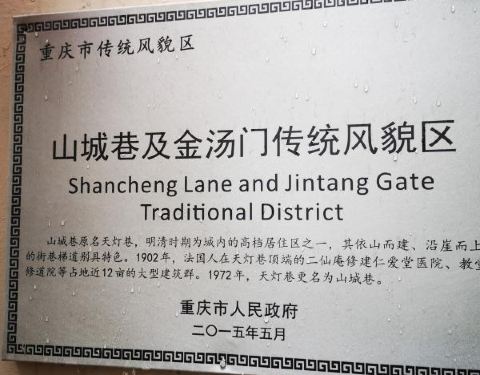 重庆市传统风貌区
山城巷及金汤门传统风貌区
Shancheng Lane and Jintang Gate
Traditional District
山城巷原名天灯巷，明清时期为城内的高档居住区之一，其依山而建、沿崖而上
的街巷梯道别具特色。1902年，法国人在天灯巷顶端的二仙庵修建仁爱堂医院、教堂
修道院等占地近12亩的大型建筑群。1972年，天灯巷更名为山城巷。
重庆市人民政府
二〇一五年五月